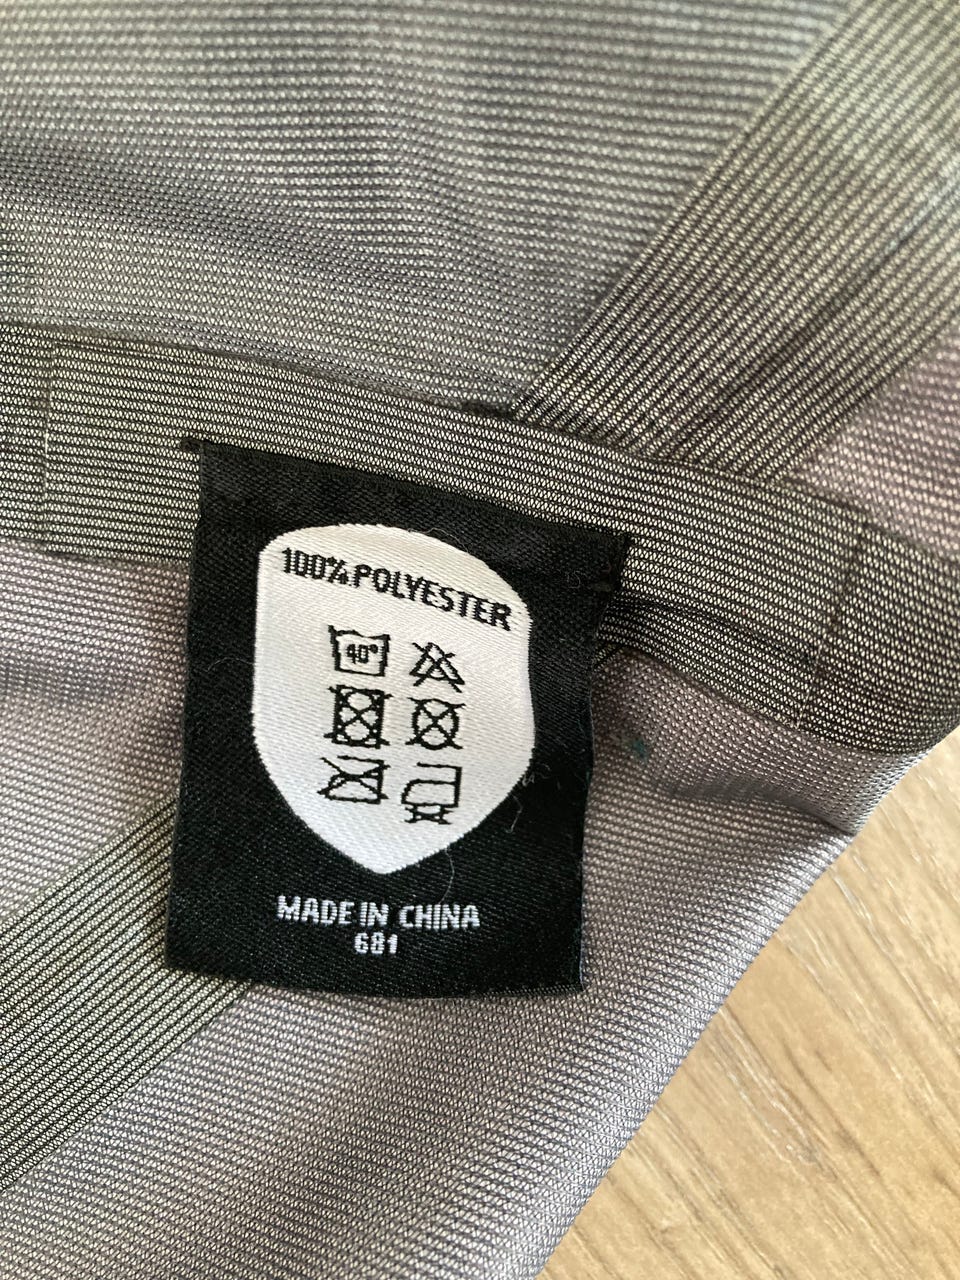 100% POLYESTER
40°
MADE IN CHINA
681